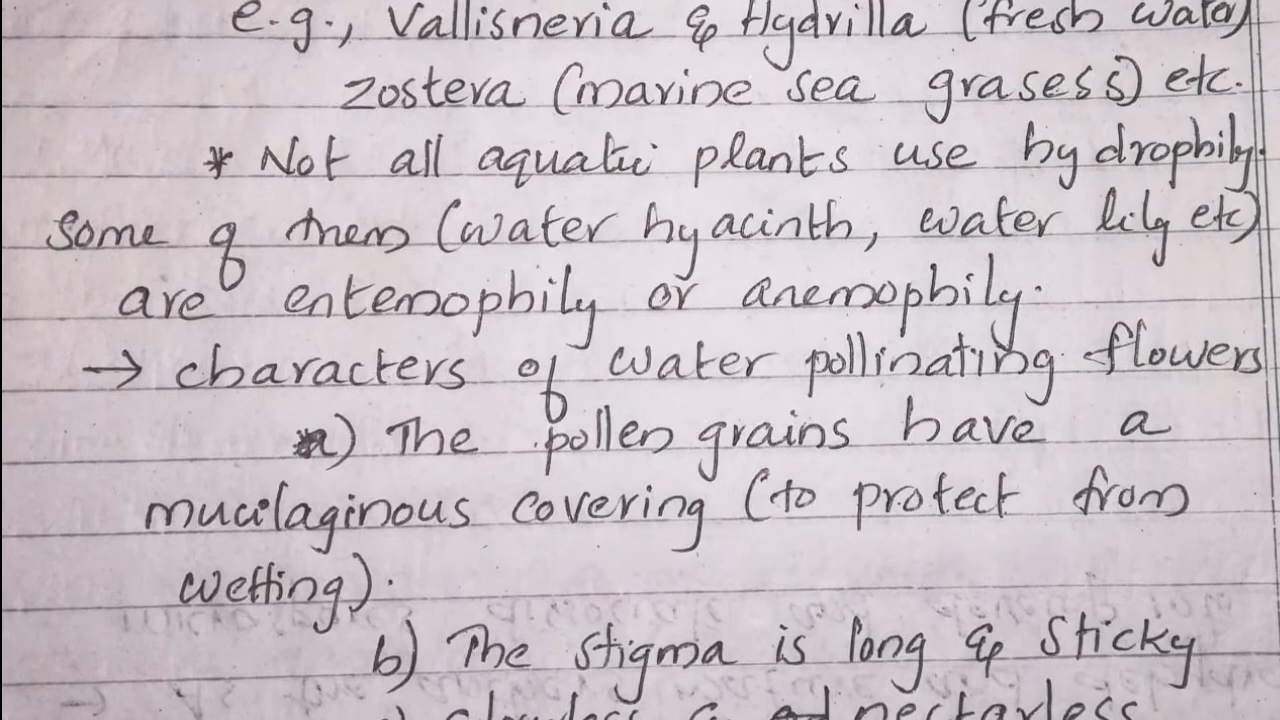 e.g., Vallisneria & Hydrilla (fresh water)
zostera (marine sea grasess) etc.
* Not all aquatic plants use hydrophily.
Some of them (water hyacinth, water lily etc)
are entemophily or anemophily.
→ characters of water pollinating flowers
a) The pollen grains have a
mucilaginous covering (to protect from
wetting).
b) The stigma is long & sticky
nectarless